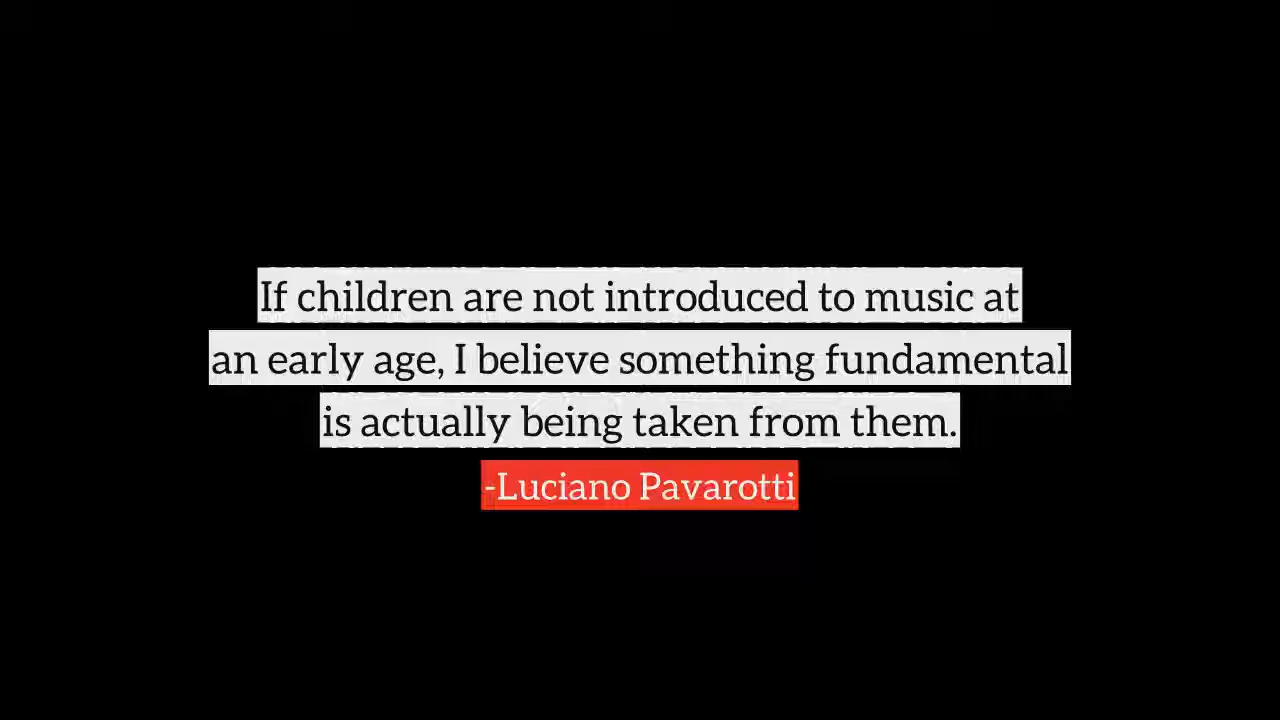 If children are not introduced to music at
an early age, I believe something fundamental
is actually being taken from them.
-Luciano Pavarotti